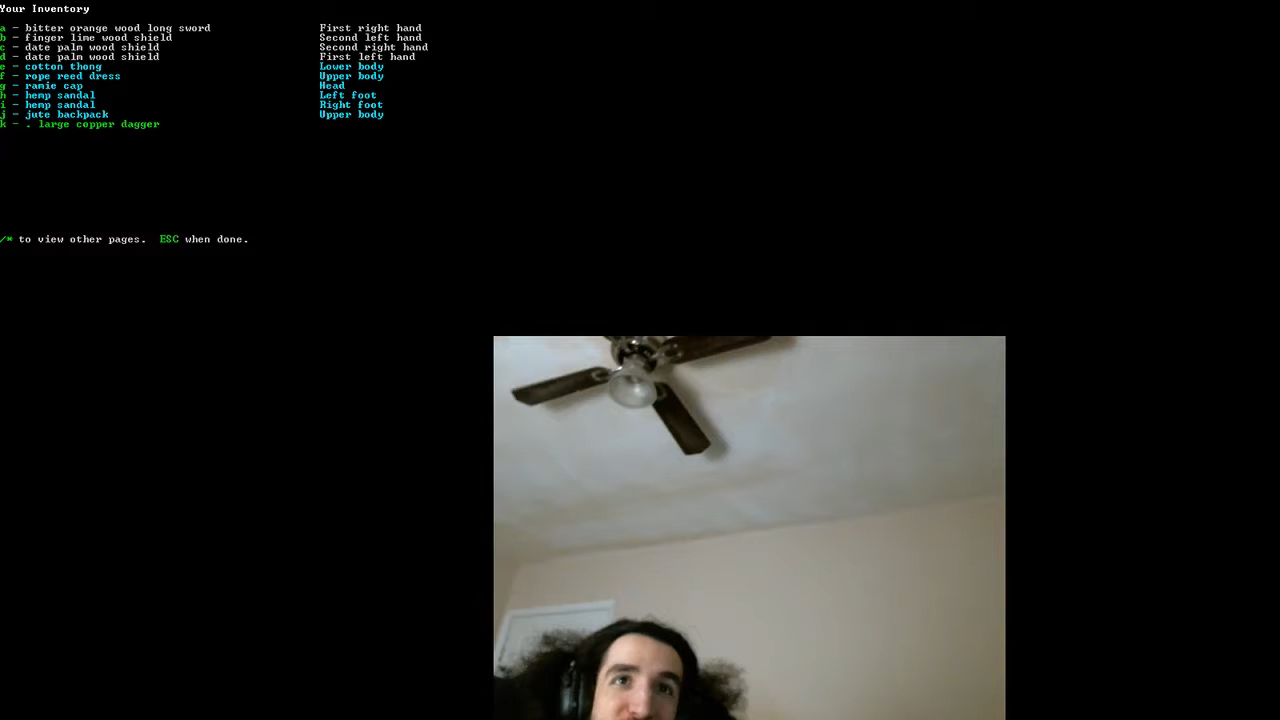 Your Inventory
a - bitter orange wood long sword First right hand
b - finger lime wood shield Second left hand
c - date palm wood shield Second right hand
d - date palm wood shield First left hand
e - cotton thong Lower body
f - rope reed dress Upper body
g - ramie cap Head
h - hemp sandal Left foot
i - hemp sandal Right foot
j - jute backpack Upper body
k - . large copper dagger
/* to view other pages. ESC when done.